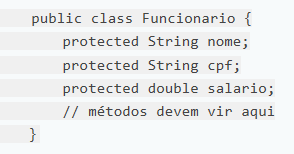 public class Funcionario {
    protected String nome;
    protected String cpf;
    protected double salario;
    // métodos devem vir aqui
}